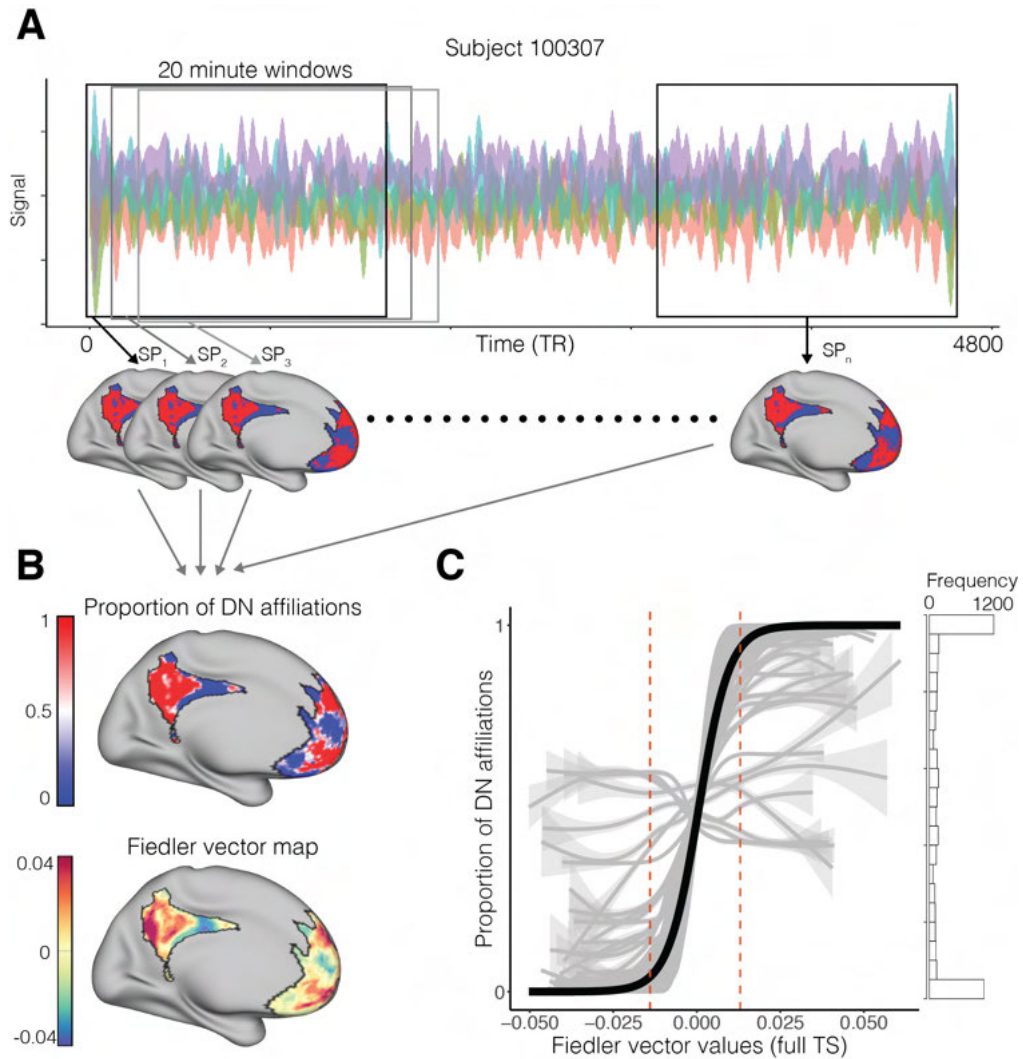 A
Subject 100307
20 minute windows
Signal
0
Time (TR)
4800
SP1
SP2
SP3
SPn
B
Proportion of DN affiliations
1
0.5
0
Fiedler vector map
0.04
0
-0.04
C
Frequency
0 1200
Proportion of DN affiliations
1
0
−0.050 −0.025 0.000 0.025 0.050
Fiedler vector values (full TS)